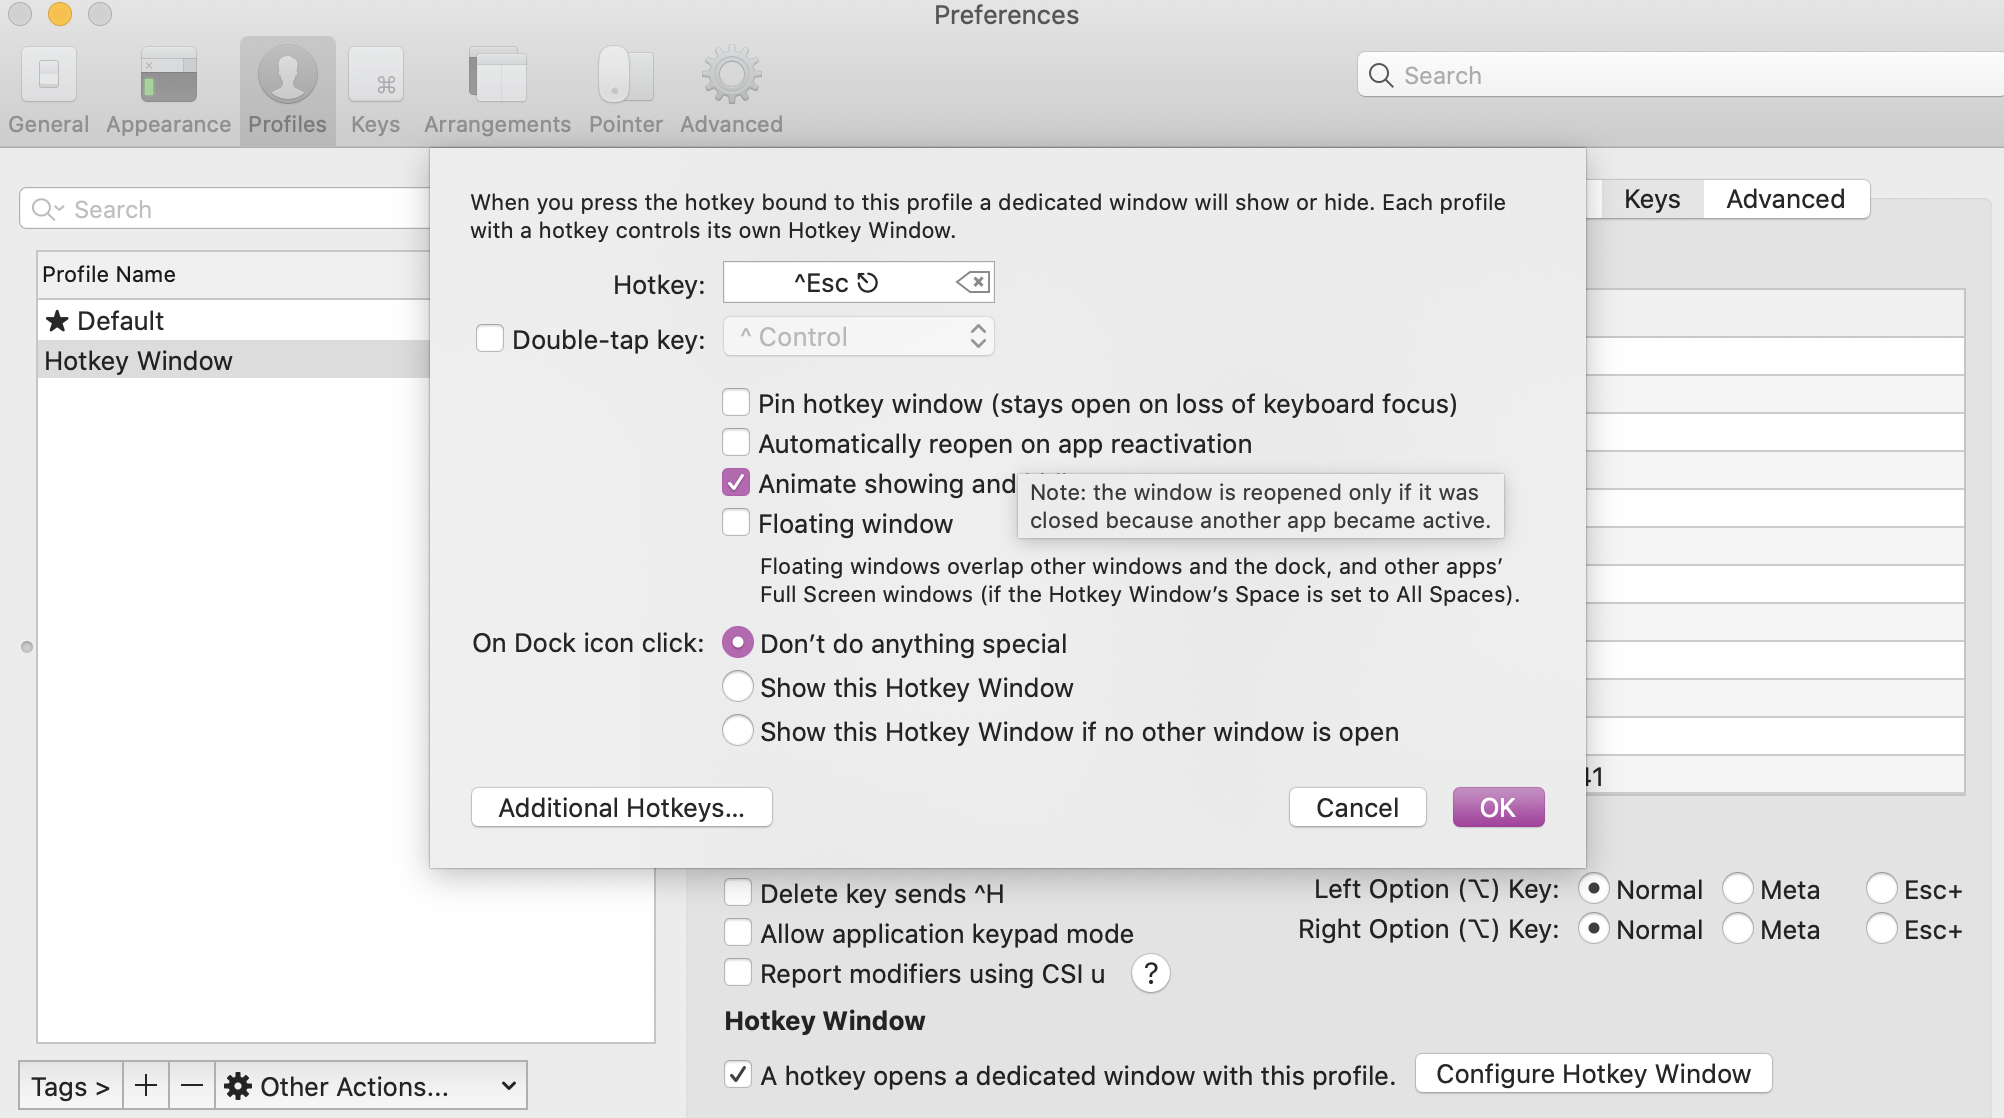 Preferences
General
Appearance
Profiles
Keys
Arrangements
Pointer
Advanced
Search
Search
Profile Name
★ Default
Hotkey Window
When you press the hotkey bound to this profile a dedicated window will show or hide. Each profile
with a hotkey controls its own Hotkey Window.
Hotkey:
^Esc
Double-tap key:
^ Control
Pin hotkey window (stays open on loss of keyboard focus)
Automatically reopen on app reactivation
Animate showing and
Note: the window is reopened only if it was
closed because another app became active.
Floating window
Floating windows overlap other windows and the dock, and other apps’
Full Screen windows (if the Hotkey Window’s Space is set to All Spaces).
On Dock icon click:
Don’t do anything special
Show this Hotkey Window
Show this Hotkey Window if no other window is open
Additional Hotkeys...
Cancel
OK
Keys
Advanced
Delete key sends ^H
Allow application keypad mode
Report modifiers using CSI u
?
Left Option (⌥) Key:
Normal
Meta
Esc+
Right Option (⌥) Key:
Normal
Meta
Esc+
Hotkey Window
A hotkey opens a dedicated window with this profile.
Configure Hotkey Window
Tags >
+
−
Other Actions...